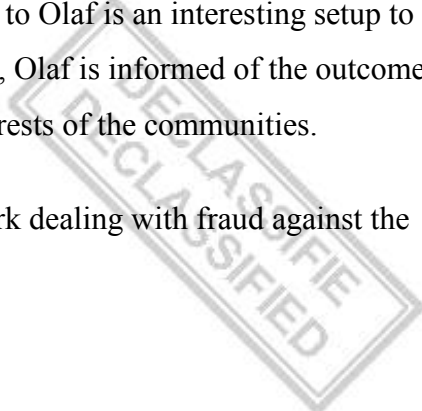 to Olaf is an interesting setup to
, Olaf is informed of the outcome
rests of the communities.
rk dealing with fraud against the
DECLASSIFIE
DECLASSIFIED